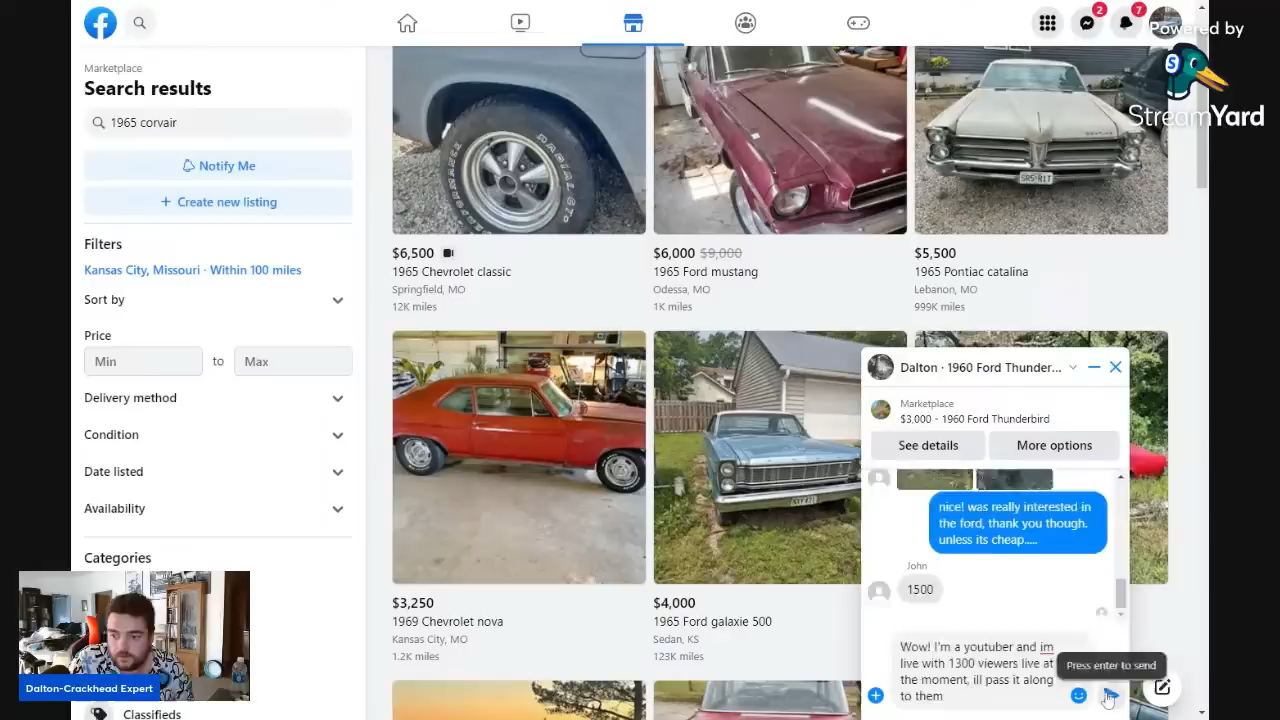 2
7
Powered by
StreamYard
Marketplace
Search results
1965 corvair
Notify Me
+ Create new listing
Filters
Kansas City, Missouri · Within 100 miles
Sort by
Price
Min to Max
Delivery method
Condition
Date listed
Availability
Categories
Classifieds
$6,500
1965 Chevrolet classic
Springfield, MO
12K miles
$6,000 $9,000
1965 Ford mustang
Odessa, MO
1K miles
$5,500
1965 Pontiac catalina
Lebanon, MO
999K miles
$3,250
1969 Chevrolet nova
Kansas City, MO
1.2K miles
$4,000
1965 Ford galaxie 500
Sedan, KS
123K miles
Dalton · 1960 Ford Thunder...
Marketplace
$3,000 - 1960 Ford Thunderbird
See details
More options
nice! was really interested in
the ford, thank you though.
unless its cheap.....
John
1500
Wow! I'm a youtuber and im
live with 1300 viewers live at
the moment, ill pass it along
to them
Press enter to send
Dalton-Crackhead Expert